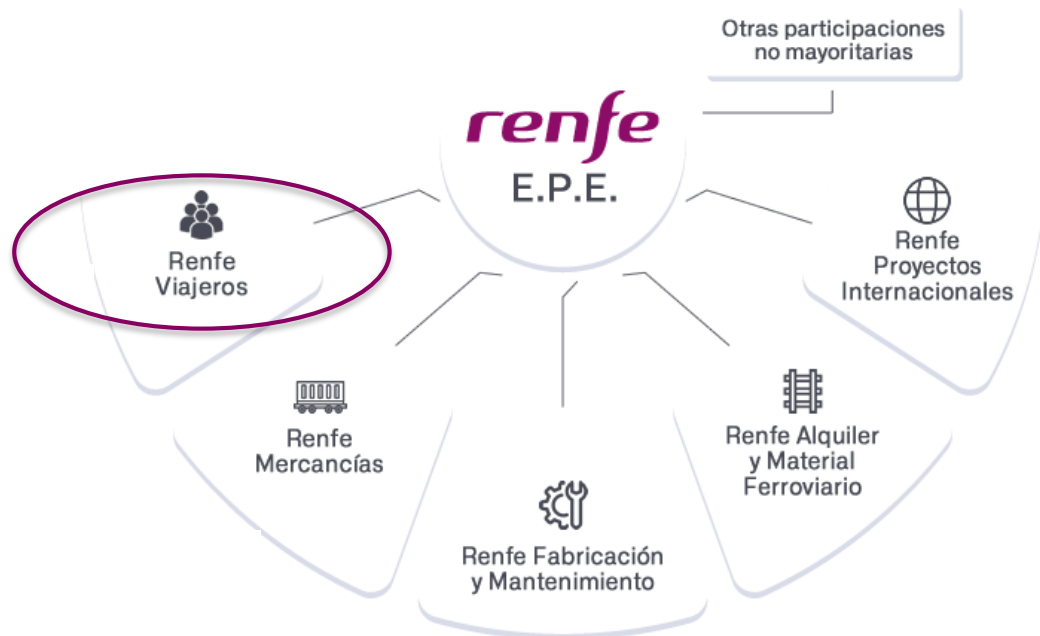 Otras participaciones
no mayoritarias
renfe
E.P.E.
Renfe
Viajeros
Renfe
Proyectos
Internacionales
Renfe
Mercancías
Renfe Alquiler
y Material
Ferroviario
Renfe Fabricación
y Mantenimiento